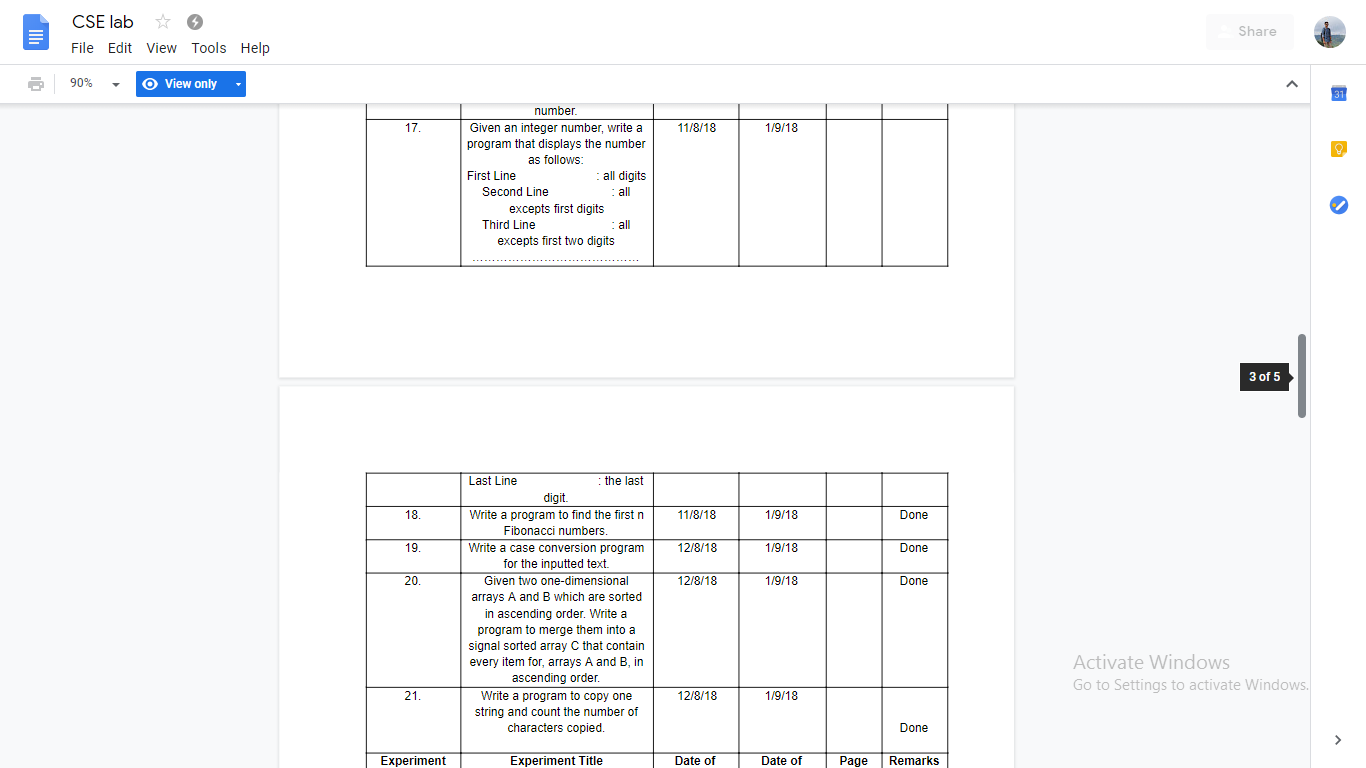 CSE lab
Share
File Edit View Tools Help
90% View only
31
number.
17. Given an integer number, write a 11/8/18 1/9/18
program that displays the number
as follows:
First Line : all digits
Second Line : all
excepts first digits
Third Line : all
excepts first two digits
……………………………………
3 of 5
Last Line : the last
digit.
18. Write a program to find the first n 11/8/18 1/9/18 Done
Fibonacci numbers.
19. Write a case conversion program 12/8/18 1/9/18 Done
for the inputted text.
20. Given two one-dimensional 12/8/18 1/9/18 Done
arrays A and B which are sorted
in ascending order. Write a
program to merge them into a
signal sorted array C that contain
every item for, arrays A and B, in
ascending order.
21. Write a program to copy one 12/8/18 1/9/18
string and count the number of
characters copied. Done
Experiment Experiment Title Date of Date of Page Remarks
Activate Windows
Go to Settings to activate Windows.